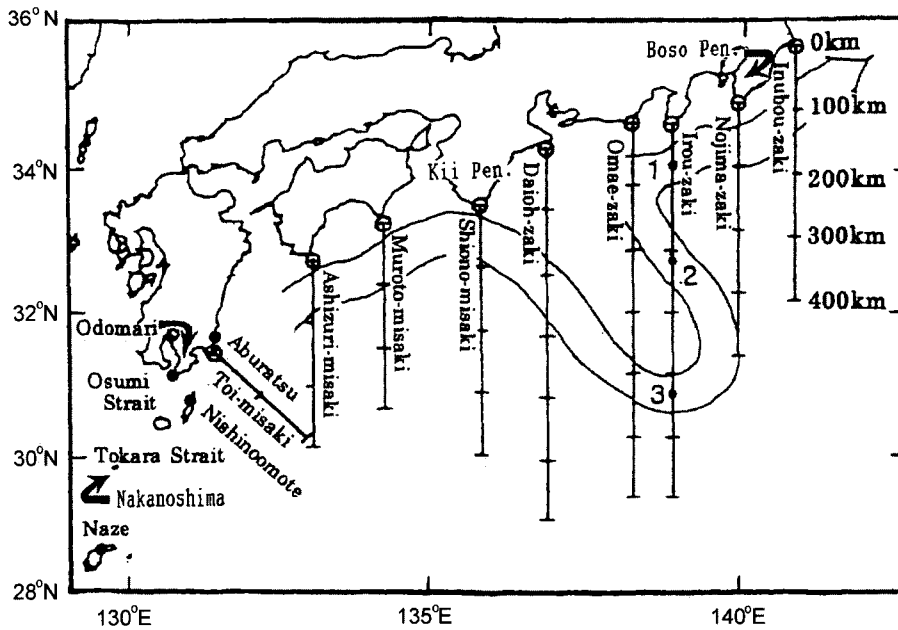 36°N
34°N
32°N
30°N
28°N
130°E
135°E
140°E
0km
100km
200km
300km
400km
Boso Pen.
Inubou-zaki
Nojima-zaki
Irou-zaki
Omae-zaki
Daioh-zaki
Kii Pen.
Shiono-misaki
Muroto-misaki
Ashizuri-misaki
1
2
3
Odomari
Aburatsu
Toi-misaki
Osumi
Strait
Nishinoomote
Tokara Strait
Nakanoshima
Naze